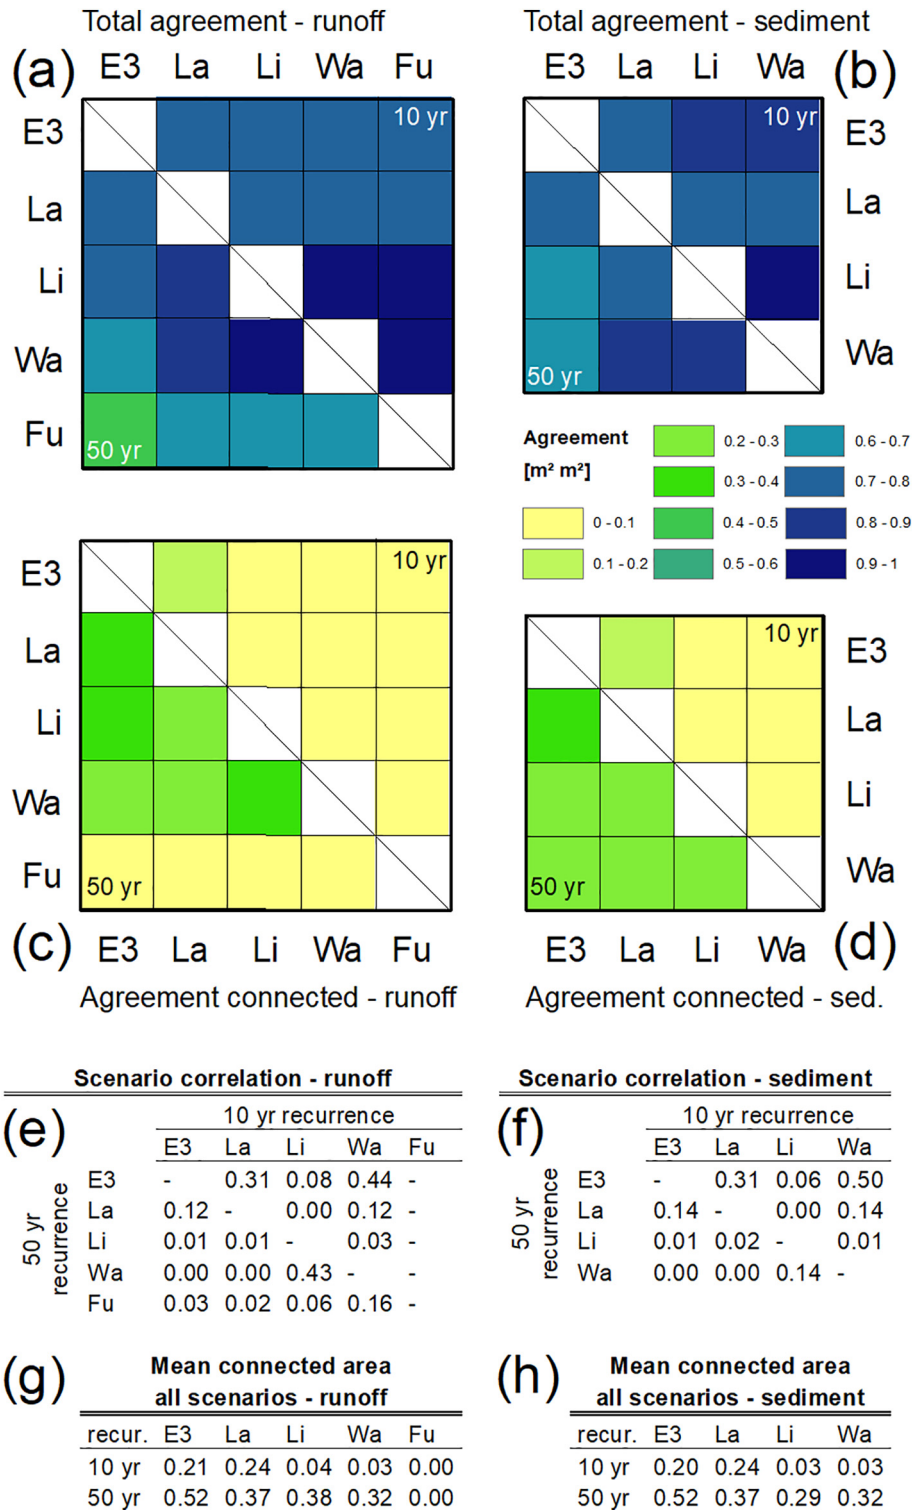 Total agreement - runoff
Total agreement - sediment
(a) E3 La Li Wa Fu
E3 La Li Wa (b)
E3 10 yr
10 yr E3
La
La
Li
Li
Wa
50 yr Wa
Fu 50 yr
Agreement
[m² m²]
0 - 0.1
0.1 - 0.2
0.2 - 0.3
0.3 - 0.4
0.4 - 0.5
0.5 - 0.6
0.6 - 0.7
0.7 - 0.8
0.8 - 0.9
0.9 - 1
E3 10 yr
La
Li
Wa
Fu 50 yr
(c) E3 La Li Wa Fu
Agreement connected - runoff
10 yr E3
La
Li
50 yr Wa
E3 La Li Wa (d)
Agreement connected - sed.
Scenario correlation - runoff
(e) 10 yr recurrence
E3 La Li Wa Fu
50 yr
recurrence
E3 - 0.31 0.08 0.44 -
La 0.12 - 0.00 0.12 -
Li 0.01 0.01 - 0.03 -
Wa 0.00 0.00 0.43 - -
Fu 0.03 0.02 0.06 0.16 -
Scenario correlation - sediment
(f) 10 yr recurrence
E3 La Li Wa
50 yr
recurrence
E3 - 0.31 0.06 0.50
La 0.14 - 0.00 0.14
Li 0.01 0.02 - 0.01
Wa 0.00 0.00 0.14 -
(g) Mean connected area
all scenarios - runoff
recur. E3 La Li Wa Fu
10 yr 0.21 0.24 0.04 0.03 0.00
50 yr 0.52 0.37 0.38 0.32 0.00
(h) Mean connected area
all scenarios - sediment
recur. E3 La Li Wa
10 yr 0.20 0.24 0.03 0.03
50 yr 0.52 0.37 0.29 0.32